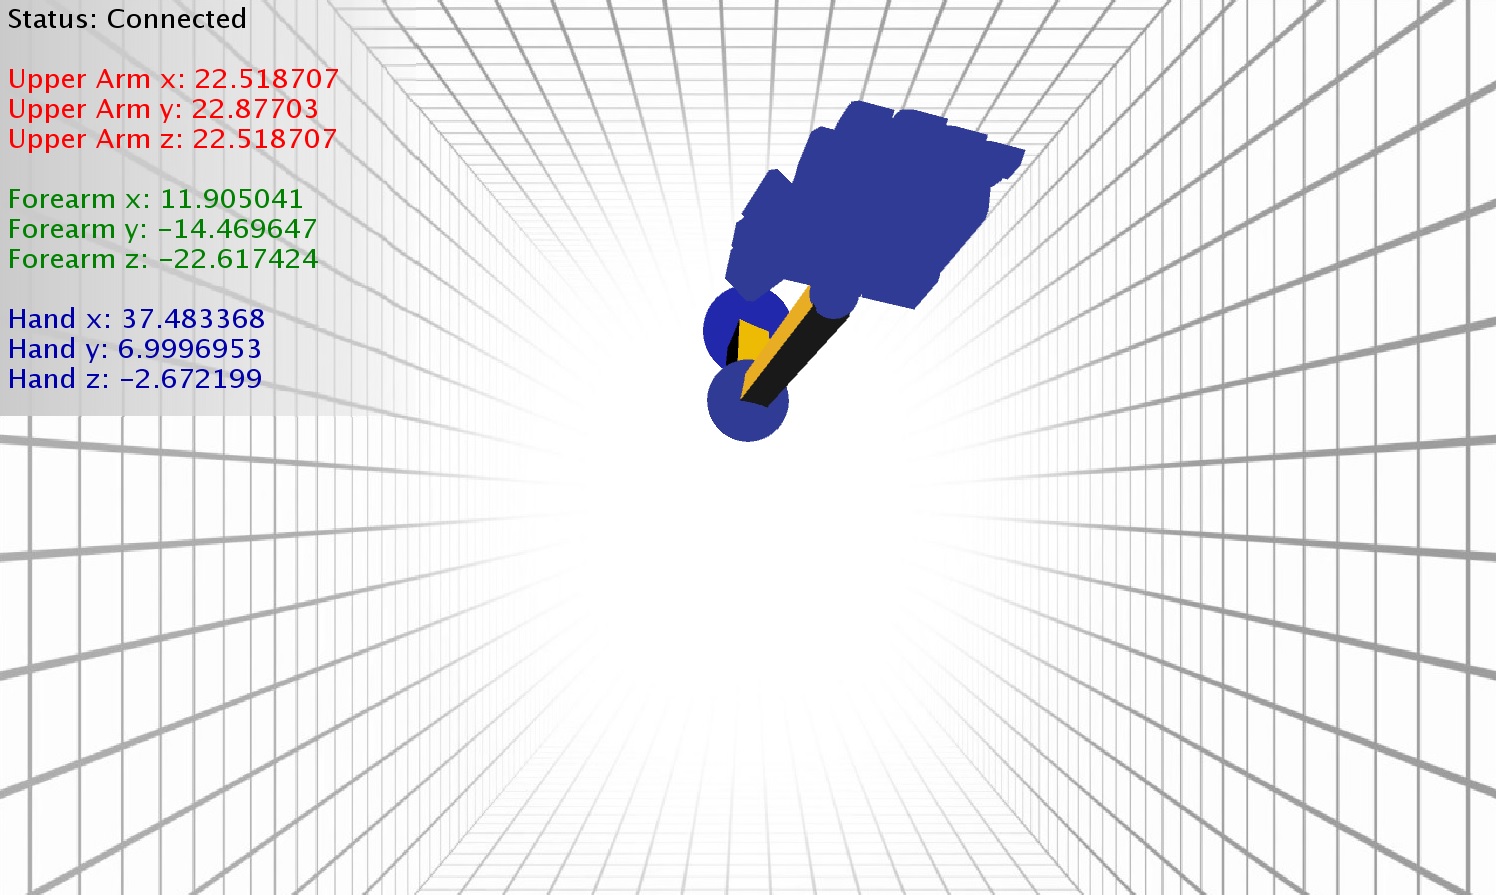 Status: Connected
Upper Arm x: 22.518707
Upper Arm y: 22.87703
Upper Arm z: 22.518707
Forearm x: 11.905041
Forearm y: −14.469647
Forearm z: −22.617424
Hand x: 37.483368
Hand y: 6.9996953
Hand z: −2.672199